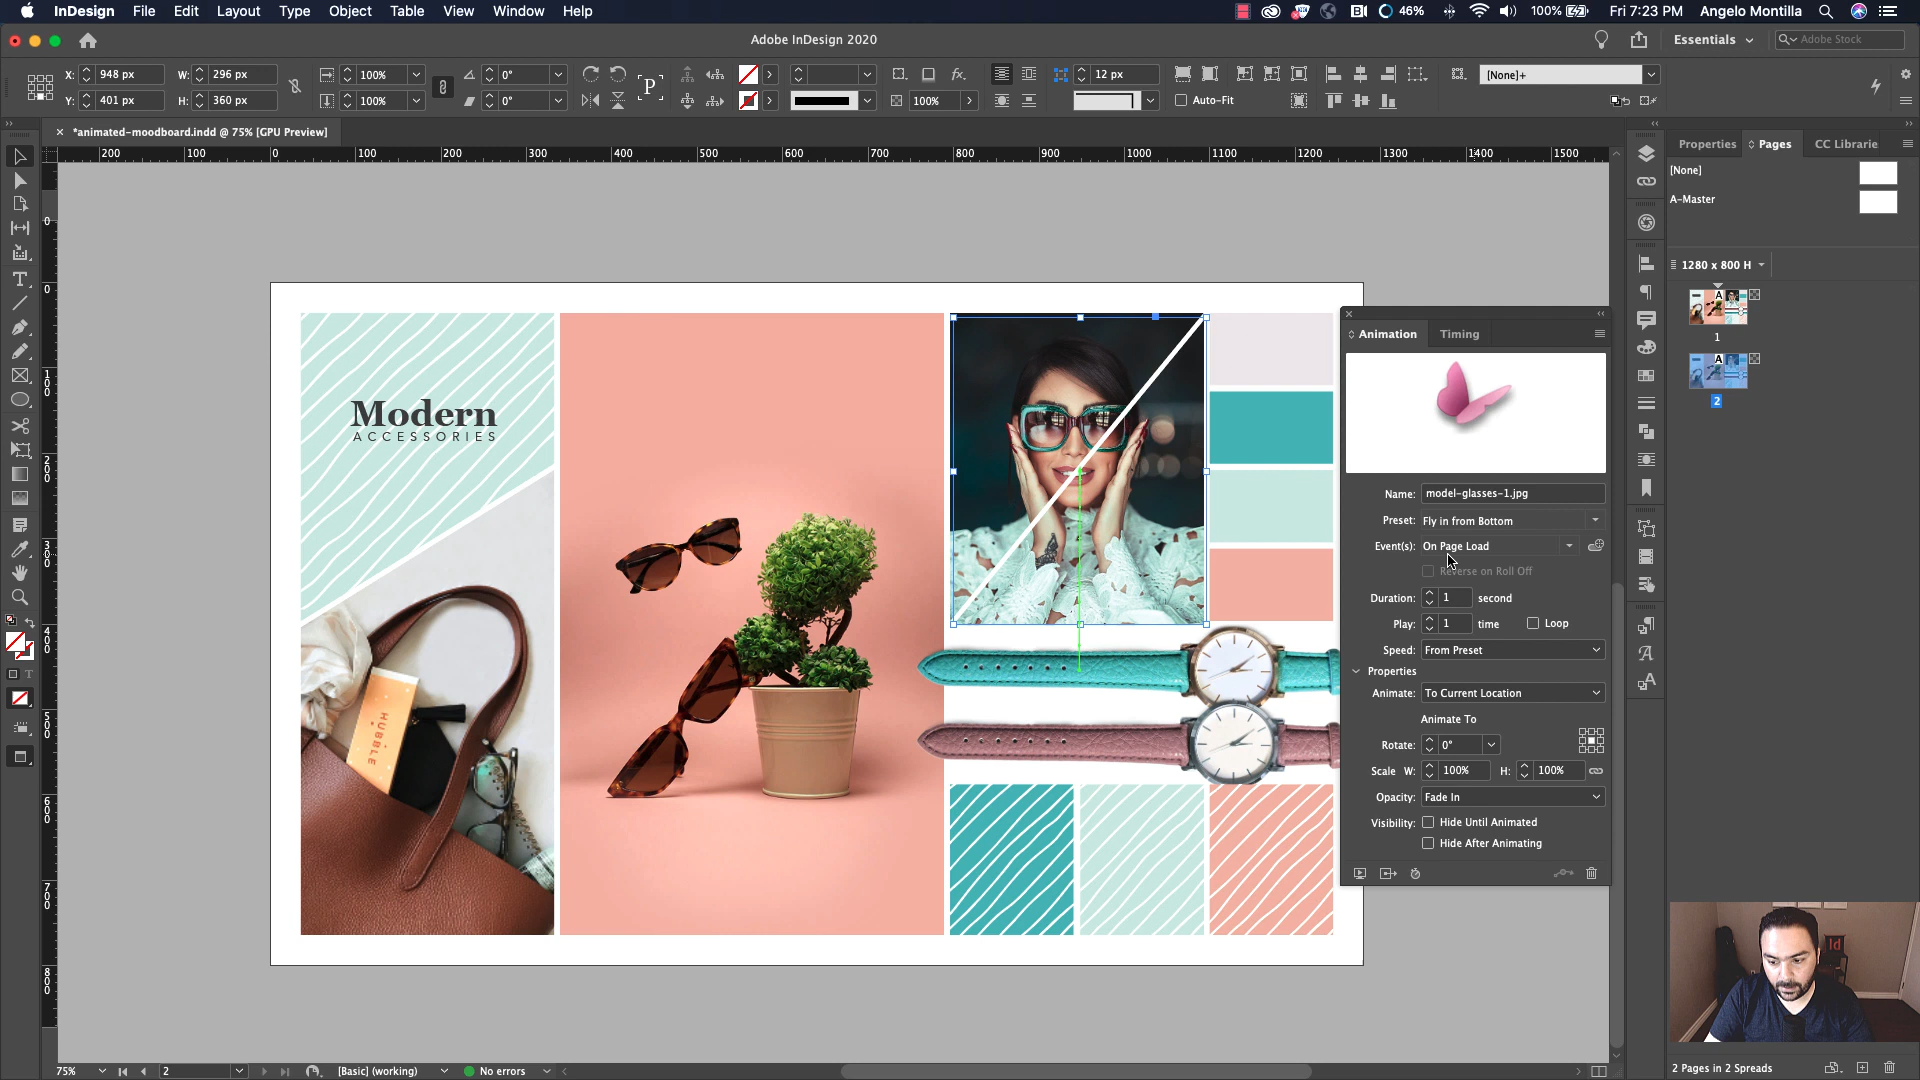 InDesign File Edit Layout Type Object Table View Window Help
46% 100% Fri 7:23 PM Angelo Montilla
Adobe InDesign 2020
Essentials
Adobe Stock
X: 948 px W: 296 px 100% 0° P fx. 12 px [None]+
Y: 401 px H: 360 px 100% 0° 100% Auto-Fit
× *animated-moodboard.indd @ 75% [GPU Preview]
200 100 0 100 200 300 400 500 600 700 800 900 1000 1100 1200 1300 1400 1500
0
0
100
200
300
400
500
600
700
800
Modern
ACCESSORIES
HUBBLE
Animation Timing
Name: model-glasses-1.jpg
Preset: Fly in from Bottom
Event(s): On Page Load
Reverse on Roll Off
Duration: 1 second
Play: 1 time Loop
Speed: From Preset
Properties
Animate: To Current Location
Animate To
Rotate: 0°
Scale W: 100% H: 100%
Opacity: Fade In
Visibility: Hide Until Animated
Hide After Animating
Properties Pages CC Librarie
[None]
A-Master
1280 x 800 H
A
1
A
2
Id
75% 2 [Basic] (working) No errors
2 Pages in 2 Spreads